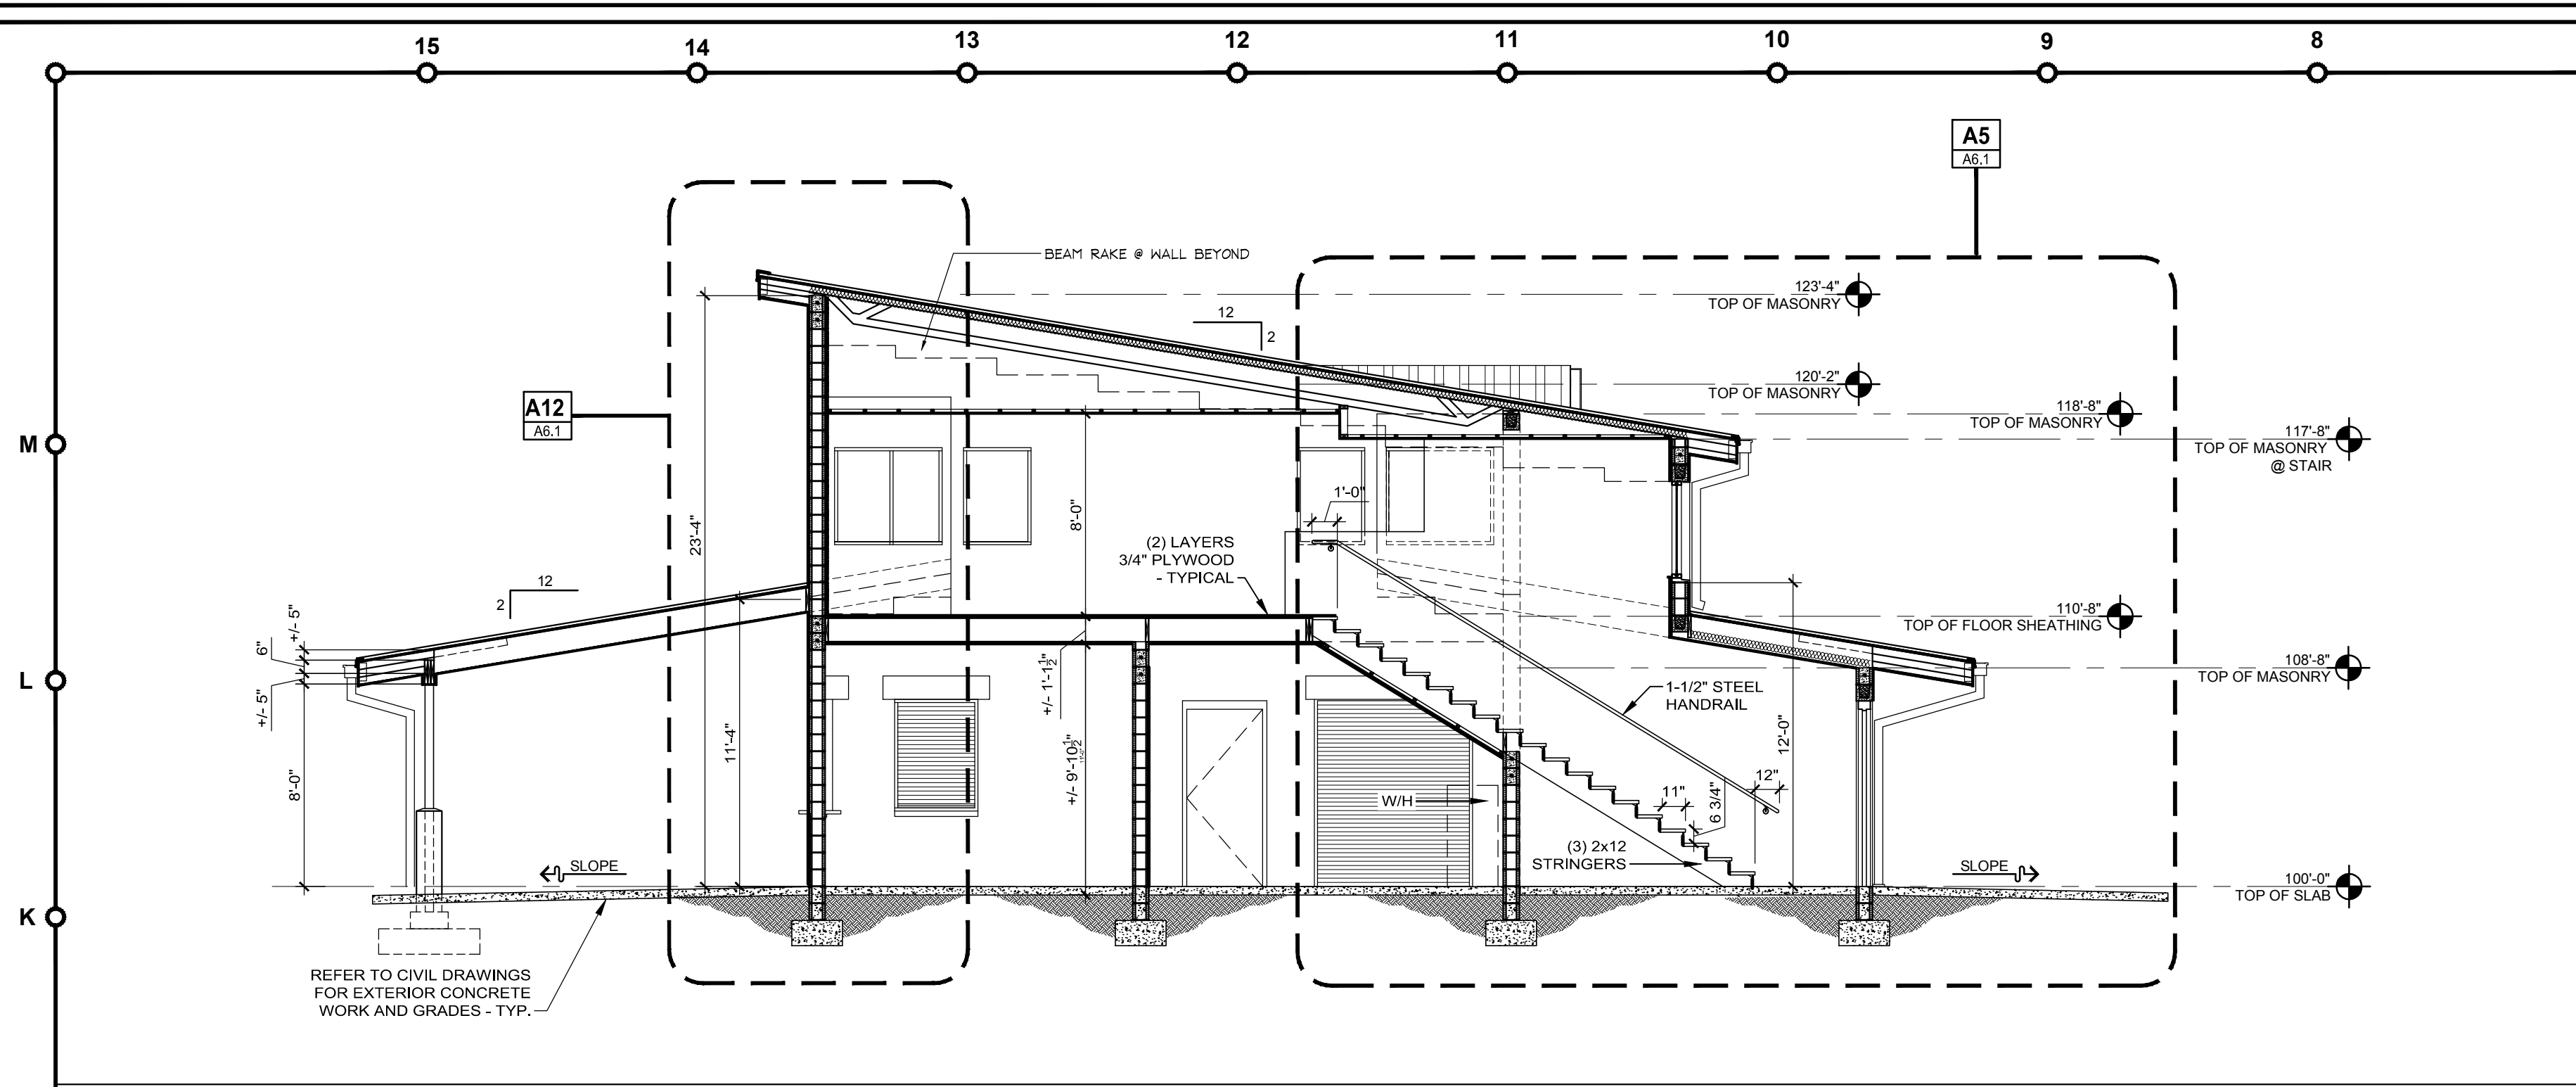 15
14
13
12
11
10
9
8
A5
A6.1
BEAM RAKE @ WALL BEYOND
123'-4"
TOP OF MASONRY
12
2
120'-2"
TOP OF MASONRY
A12
A6.1
118'-8"
TOP OF MASONRY
M
117'-8"
TOP OF MASONRY
@ STAIR
1'-0"
23'-4"
8'-0"
(2) LAYERS
3/4" PLYWOOD
- TYPICAL
12
2
110'-8"
TOP OF FLOOR SHEATHING
+/- 5"
6"
+/- 5"
L
108'-8"
TOP OF MASONRY
+/- 1'-1 1/2"
1-1/2" STEEL
HANDRAIL
11'-4"
12'-0"
+/- 9'-10 1/2"
8'-0"
12"
11"
6 3/4"
W/H
(3) 2x12
STRINGERS
SLOPE
SLOPE
100'-0"
TOP OF SLAB
K
REFER TO CIVIL DRAWINGS
FOR EXTERIOR CONCRETE
WORK AND GRADES - TYP.